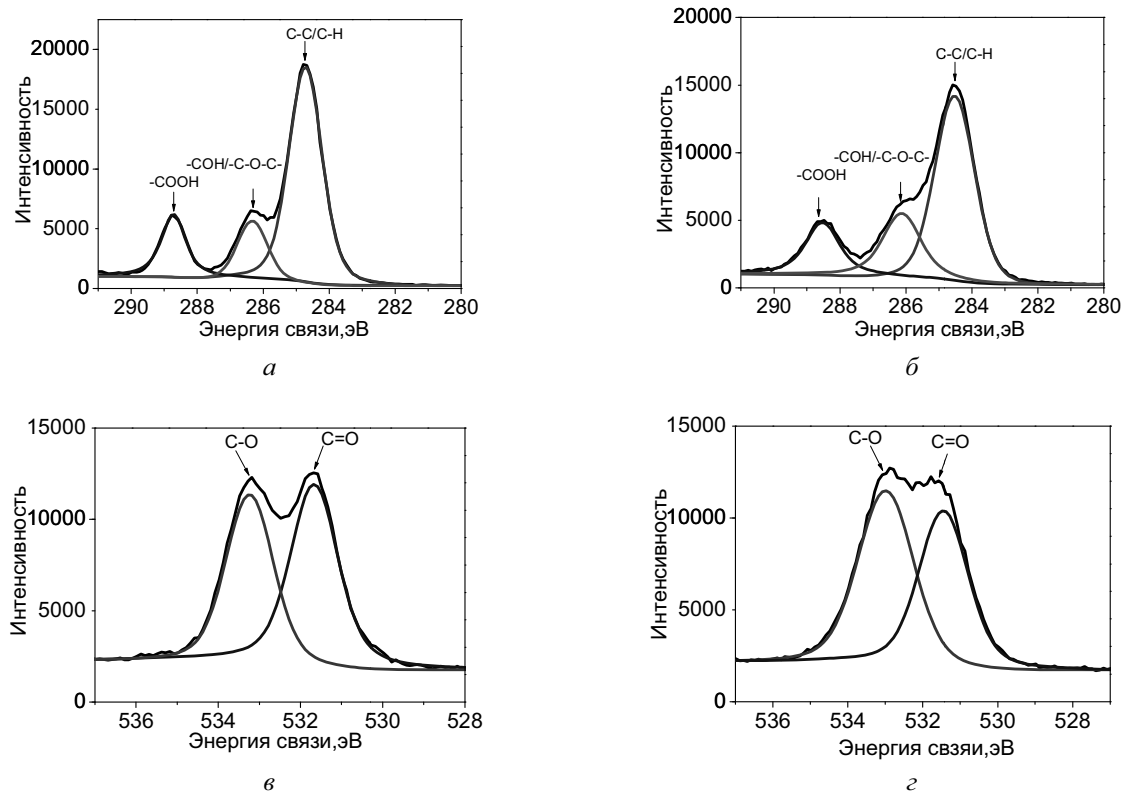 20000
15000
10000
5000
0
Интенсивность
C-C/C-H
-COH/-C-O-C-
-COOH
290 288 286 284 282 280
Энергия связи,эВ
а
20000
15000
10000
5000
0
Интенсивность
C-C/C-H
-COH/-C-O-C-
-COOH
290 288 286 284 282 280
Энергия связи,эВ
б
15000
10000
5000
0
Интенсивность
C-O C=O
536 534 532 530 528
Энергия связи,эВ
в
15000
10000
5000
0
Интенсивность
C-O C=O
536 534 532 530 528
Энергия свзяи,эВ
г